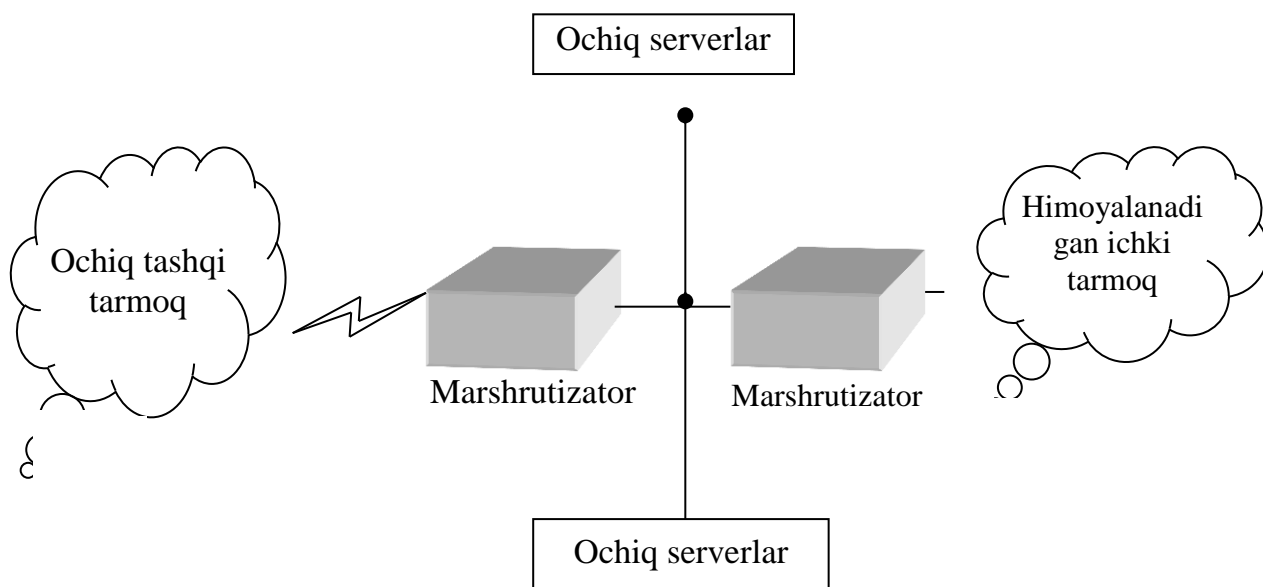 Ochiq serverlar
Ochiq tashqi
tarmoq
Himoyalanadi
gan ichki
tarmoq
Marshrutizator
Marshrutizator
Ochiq serverlar